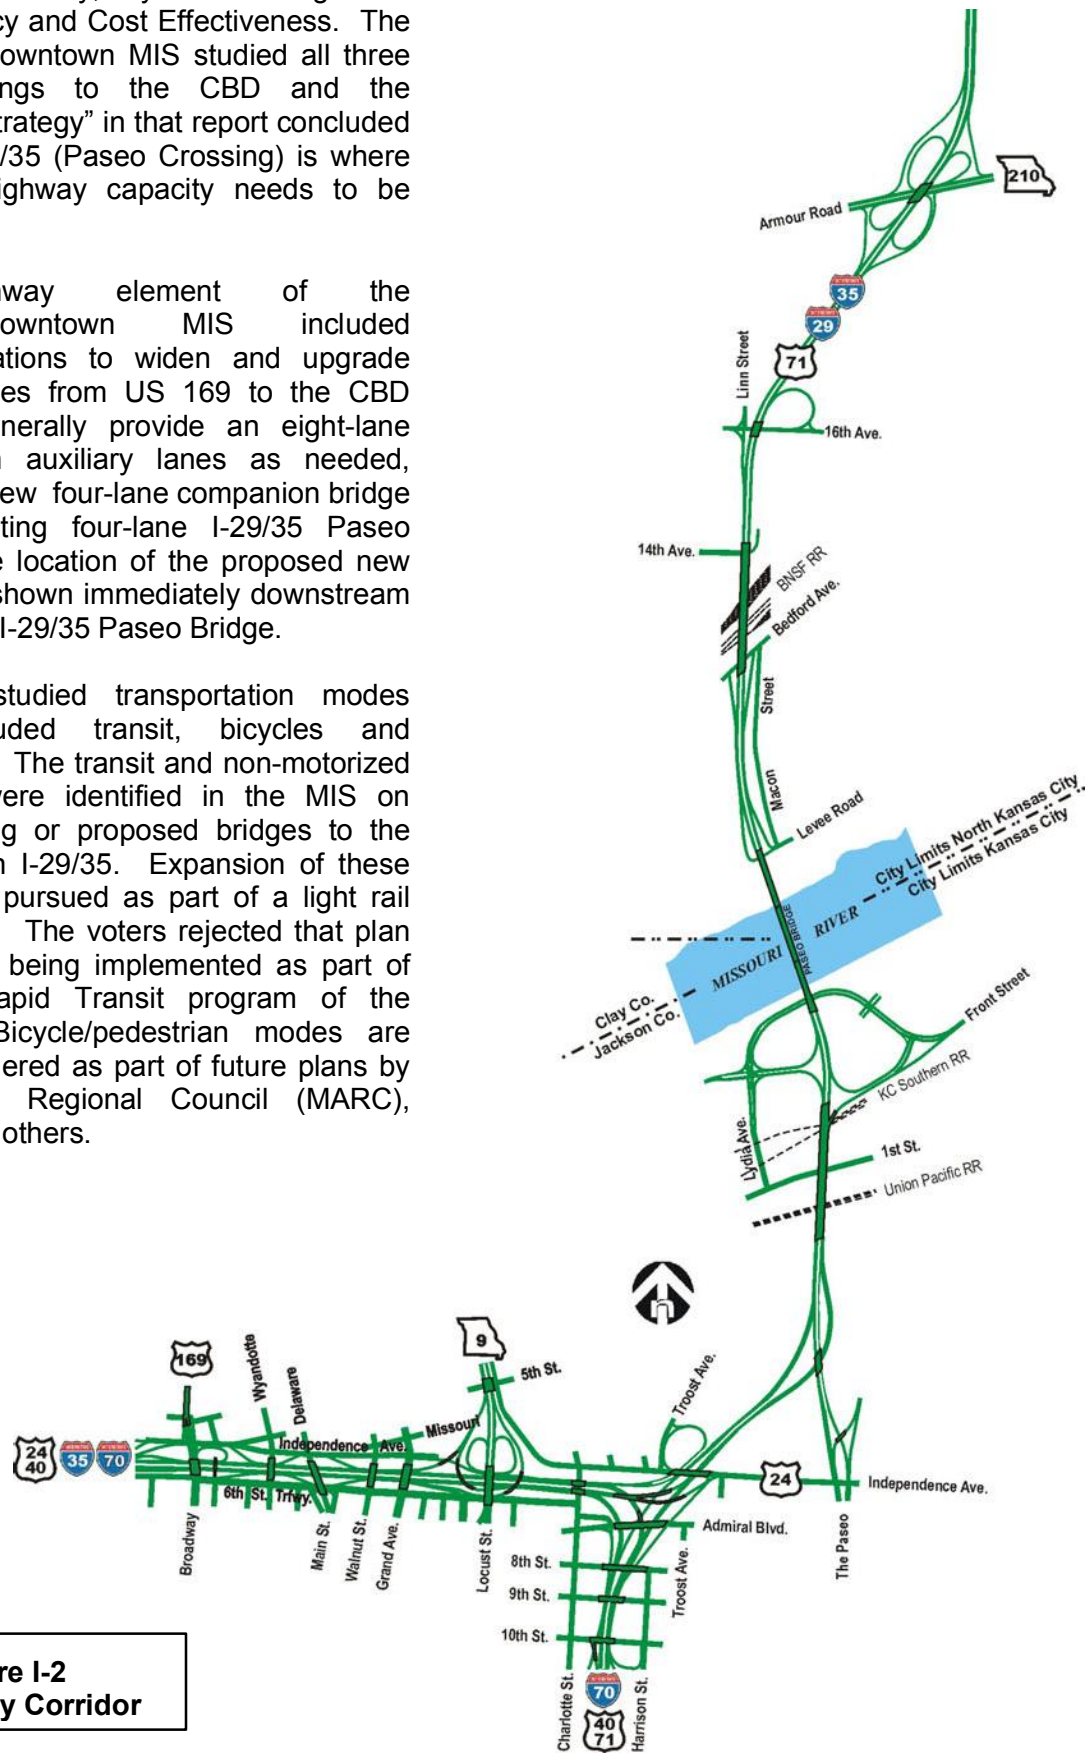 cy and Cost Effectiveness. The
owntown MIS studied all three
ngs to the CBD and the
trategy” in that report concluded
/35 (Paseo Crossing) is where
ighway capacity needs to be
way element of the
owntown MIS included
ations to widen and upgrade
es from US 169 to the CBD
nerally provide an eight-lane
auxiliary lanes as needed,
ew four-lane companion bridge
ting four-lane I-29/35 Paseo
e location of the proposed new
shown immediately downstream
I-29/35 Paseo Bridge.
studied transportation modes
uded transit, bicycles and
The transit and non-motorized
were identified in the MIS on
g or proposed bridges to the
n I-29/35. Expansion of these
pursued as part of a light rail
The voters rejected that plan
being implemented as part of
apid Transit program of the
Bicycle/pedestrian modes are
ered as part of future plans by
Regional Council (MARC),
others.
210
Armour Road
35
29
71
Linn Street
16th Ave.
14th Ave.
BNSF RR
Bedford Ave.
Macon Street
Levee Road
City Limits North Kansas City
City Limits Kansas City
MISSOURI RIVER
PASEO BRIDGE
Clay Co.
Jackson Co.
Front Street
KC Southern RR
Lydia Ave.
1st St.
Union Pacific RR
n
9
169
5th St.
Wyandotte
Delaware
Troost Ave.
Missouri
Independence Ave.
24
40
35
70
6th St. Trfwy.
24
Independence Ave.
Broadway
Main St.
Walnut St.
Grand Ave.
Locust St.
Admiral Blvd.
The Paseo
8th St.
9th St.
10th St.
Troost Ave.
Charlotte St.
70
40
71
Harrison St.
re I-2
y Corridor